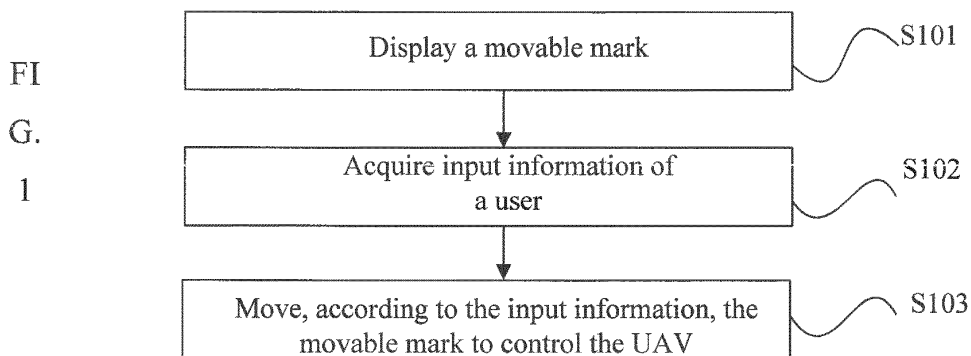 FI
G.
1
Display a movable mark
S101
Acquire input information of
a user
S102
Move, according to the input information, the
movable mark to control the UAV
S103